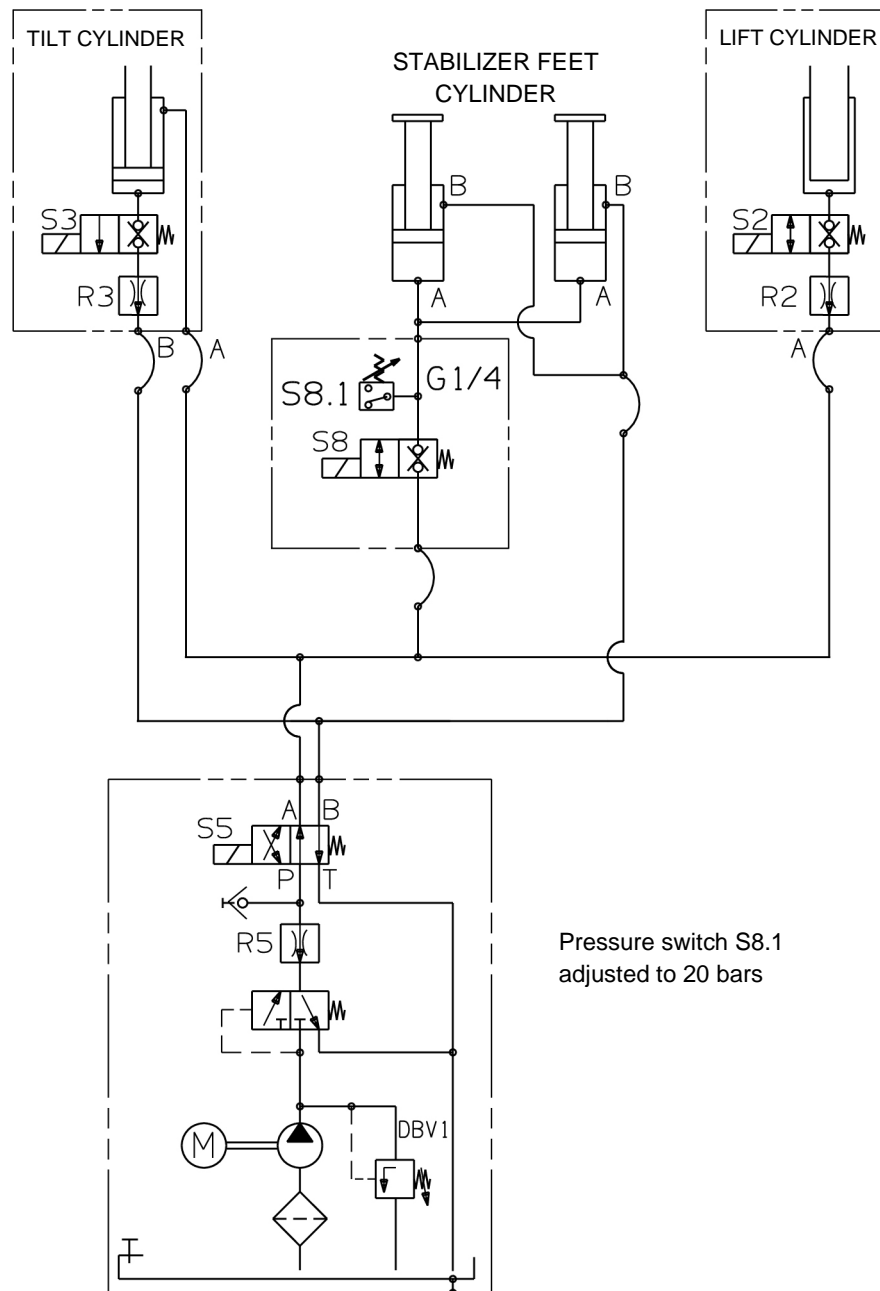 TILT CYLINDER
STABILIZER FEET
CYLINDER
LIFT CYLINDER
S3
R3
B
A
B
B
A
A
S2
R2
A
S8.1
G1/4
S8
A
B
S5
P
T
R5
Pressure switch S8.1
adjusted to 20 bars
M
DBV1